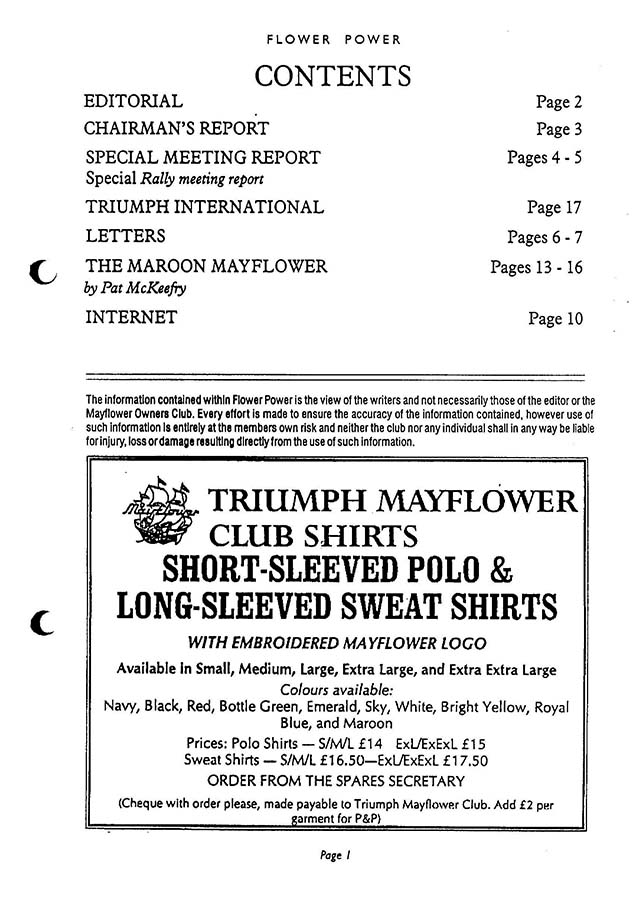 FLOWER POWER
CONTENTS
EDITORIAL Page 2
CHAIRMAN'S REPORT Page 3
SPECIAL MEETING REPORT Pages 4 - 5
Special Rally meeting report
TRIUMPH INTERNATIONAL Page 17
LETTERS Pages 6 - 7
THE MAROON MAYFLOWER Pages 13 - 16
by Pat McKeefry
INTERNET Page 10
The information contained within Flower Power is the view of the writers and not necessarily those of the editor or the
Mayflower Owners Club. Every effort is made to ensure the accuracy of the information contained, however use of
such information is entirely at the members own risk and neither the club nor any individual shall in any way be liable
for injury, loss or damage resulting directly from the use of such information.
Mayflower
TRIUMPH MAYFLOWER
CLUB SHIRTS
SHORT-SLEEVED POLO &
LONG-SLEEVED SWEAT SHIRTS
WITH EMBROIDERED MAYFLOWER LOGO
Available in Small, Medium, Large, Extra Large, and Extra Extra Large
Colours available:
Navy, Black, Red, Bottle Green, Emerald, Sky, White, Bright Yellow, Royal
Blue, and Maroon
Prices: Polo Shirts — S/M/L £14 ExL/ExExL £15
Sweat Shirts — S/M/L £16.50—ExL/ExExL £17.50
ORDER FROM THE SPARES SECRETARY
(Cheque with order please, made payable to Triumph Mayflower Club. Add £2 per
garment for P&P)
Page 1